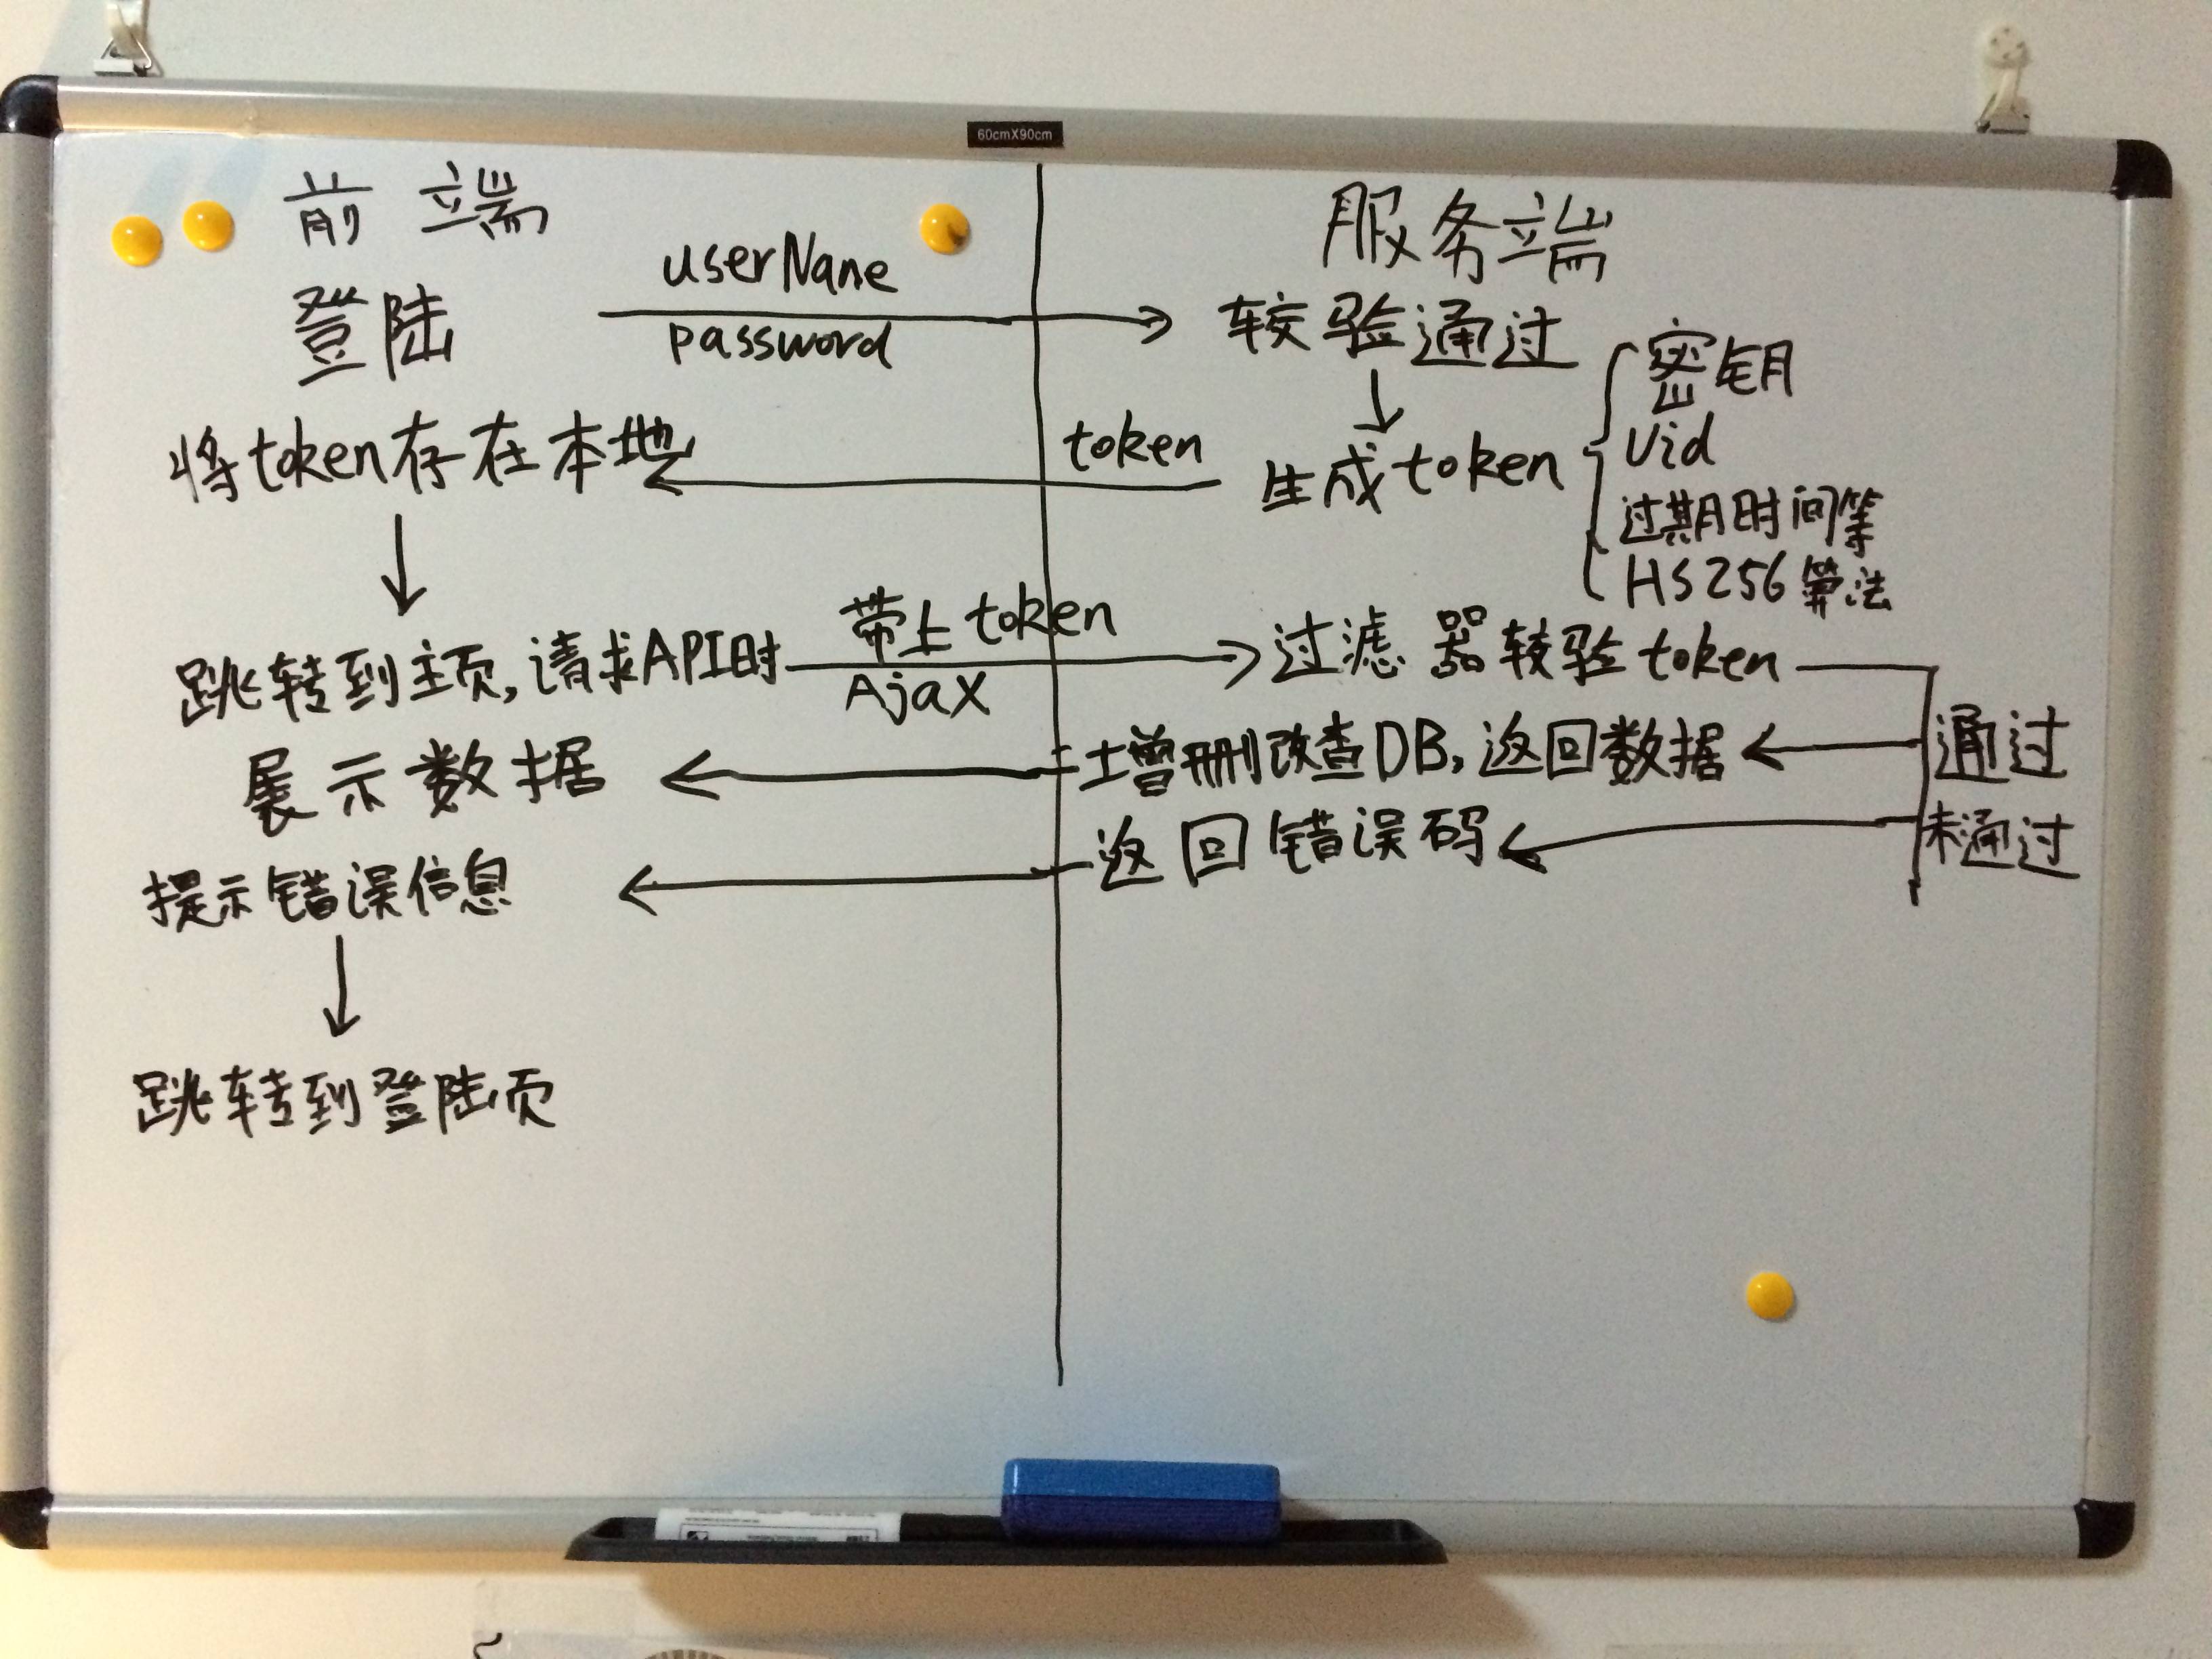 60cmX90cm
前端
服务端
登陆
userName
password
较验通过
密钥
Uid
过期时间等
HS256算法
将token存在本地
token
生成token
跳转到主页,请求API时
带上token
Ajax
过滤器较验token
展示数据
增删改查DB,返回数据
通过
提示错误信息
返回错误码
未通过
跳转到登陆页